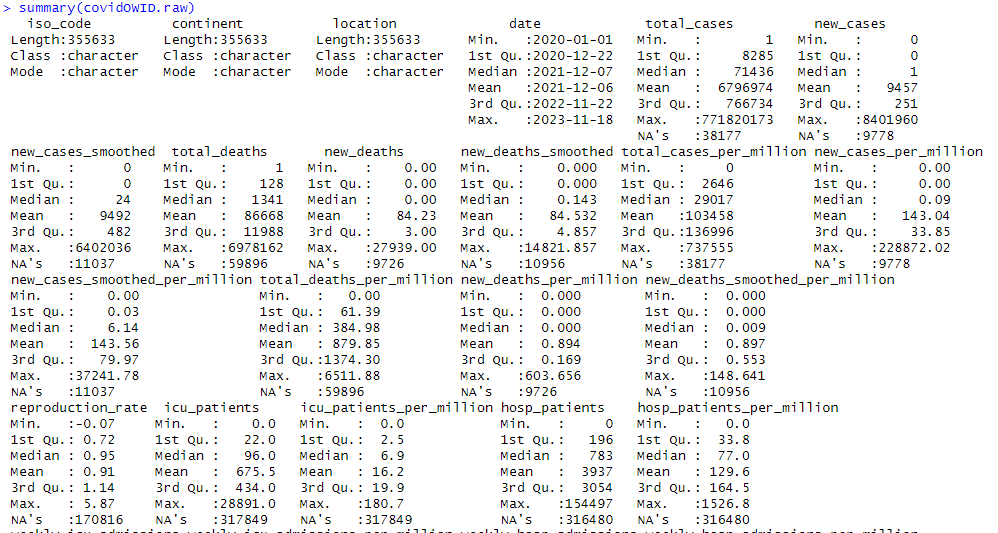 > summary(covidOWID.raw)
iso_code continent location date total_cases new_cases
Length:355633 Length:355633 Length:355633 Min. :2020-01-01 Min. : 1 Min. : 0
Class :character Class :character Class :character 1st Qu.:2020-12-22 1st Qu.: 8285 1st Qu.: 0
Mode :character Mode :character Mode :character Median :2021-12-07 Median : 71436 Median : 1
Mean :2021-12-06 Mean : 6796974 Mean : 9457
3rd Qu.:2022-11-22 3rd Qu.: 766734 3rd Qu.: 251
Max. :2023-11-18 Max. :771820173 Max. :8401960
NA's :38177 NA's :9778
new_cases_smoothed total_deaths new_deaths new_deaths_smoothed total_cases_per_million new_cases_per_million
Min. : 0 Min. : 1 Min. : 0.00 Min. : 0.000 Min. : 0 Min. : 0.00
1st Qu.: 0 1st Qu.: 128 1st Qu.: 0.00 1st Qu.: 0.000 1st Qu.: 2646 1st Qu.: 0.00
Median : 24 Median : 1341 Median : 0.00 Median : 0.143 Median : 29017 Median : 0.09
Mean : 9492 Mean : 86668 Mean : 84.23 Mean : 84.532 Mean :103458 Mean : 143.04
3rd Qu.: 482 3rd Qu.: 11988 3rd Qu.: 3.00 3rd Qu.: 4.857 3rd Qu.:136996 3rd Qu.: 33.85
Max. :6402036 Max. :6978162 Max. :27939.00 Max. :14821.857 Max. :737555 Max. :228872.02
NA's :11037 NA's :59896 NA's :9726 NA's :10956 NA's :38177 NA's :9778
new_cases_smoothed_per_million total_deaths_per_million new_deaths_per_million new_deaths_smoothed_per_million
Min. : 0.00 Min. : 0.00 Min. : 0.000 Min. : 0.000
1st Qu.: 0.03 1st Qu.: 61.39 1st Qu.: 0.000 1st Qu.: 0.000
Median : 6.14 Median : 384.98 Median : 0.000 Median : 0.009
Mean : 143.56 Mean : 879.85 Mean : 0.894 Mean : 0.897
3rd Qu.: 79.97 3rd Qu.:1374.30 3rd Qu.: 0.169 3rd Qu.: 0.553
Max. :37241.78 Max. :6511.88 Max. :603.656 Max. :148.641
NA's :11037 NA's :59896 NA's :9726 NA's :10956
reproduction_rate icu_patients icu_patients_per_million hosp_patients hosp_patients_per_million
Min. :-0.07 Min. : 0.0 Min. : 0.0 Min. : 0 Min. : 0.0
1st Qu.: 0.72 1st Qu.: 22.0 1st Qu.: 2.5 1st Qu.: 196 1st Qu.: 33.8
Median : 0.95 Median : 96.0 Median : 6.9 Median : 783 Median : 77.0
Mean : 0.91 Mean : 675.5 Mean : 16.2 Mean : 3937 Mean : 129.6
3rd Qu.: 1.14 3rd Qu.: 434.0 3rd Qu.: 19.9 3rd Qu.: 3054 3rd Qu.: 164.5
Max. : 5.87 Max. :28891.0 Max. :180.7 Max. :154497 Max. :1526.8
NA's :170816 NA's :317849 NA's :317849 NA's :316480 NA's :316480